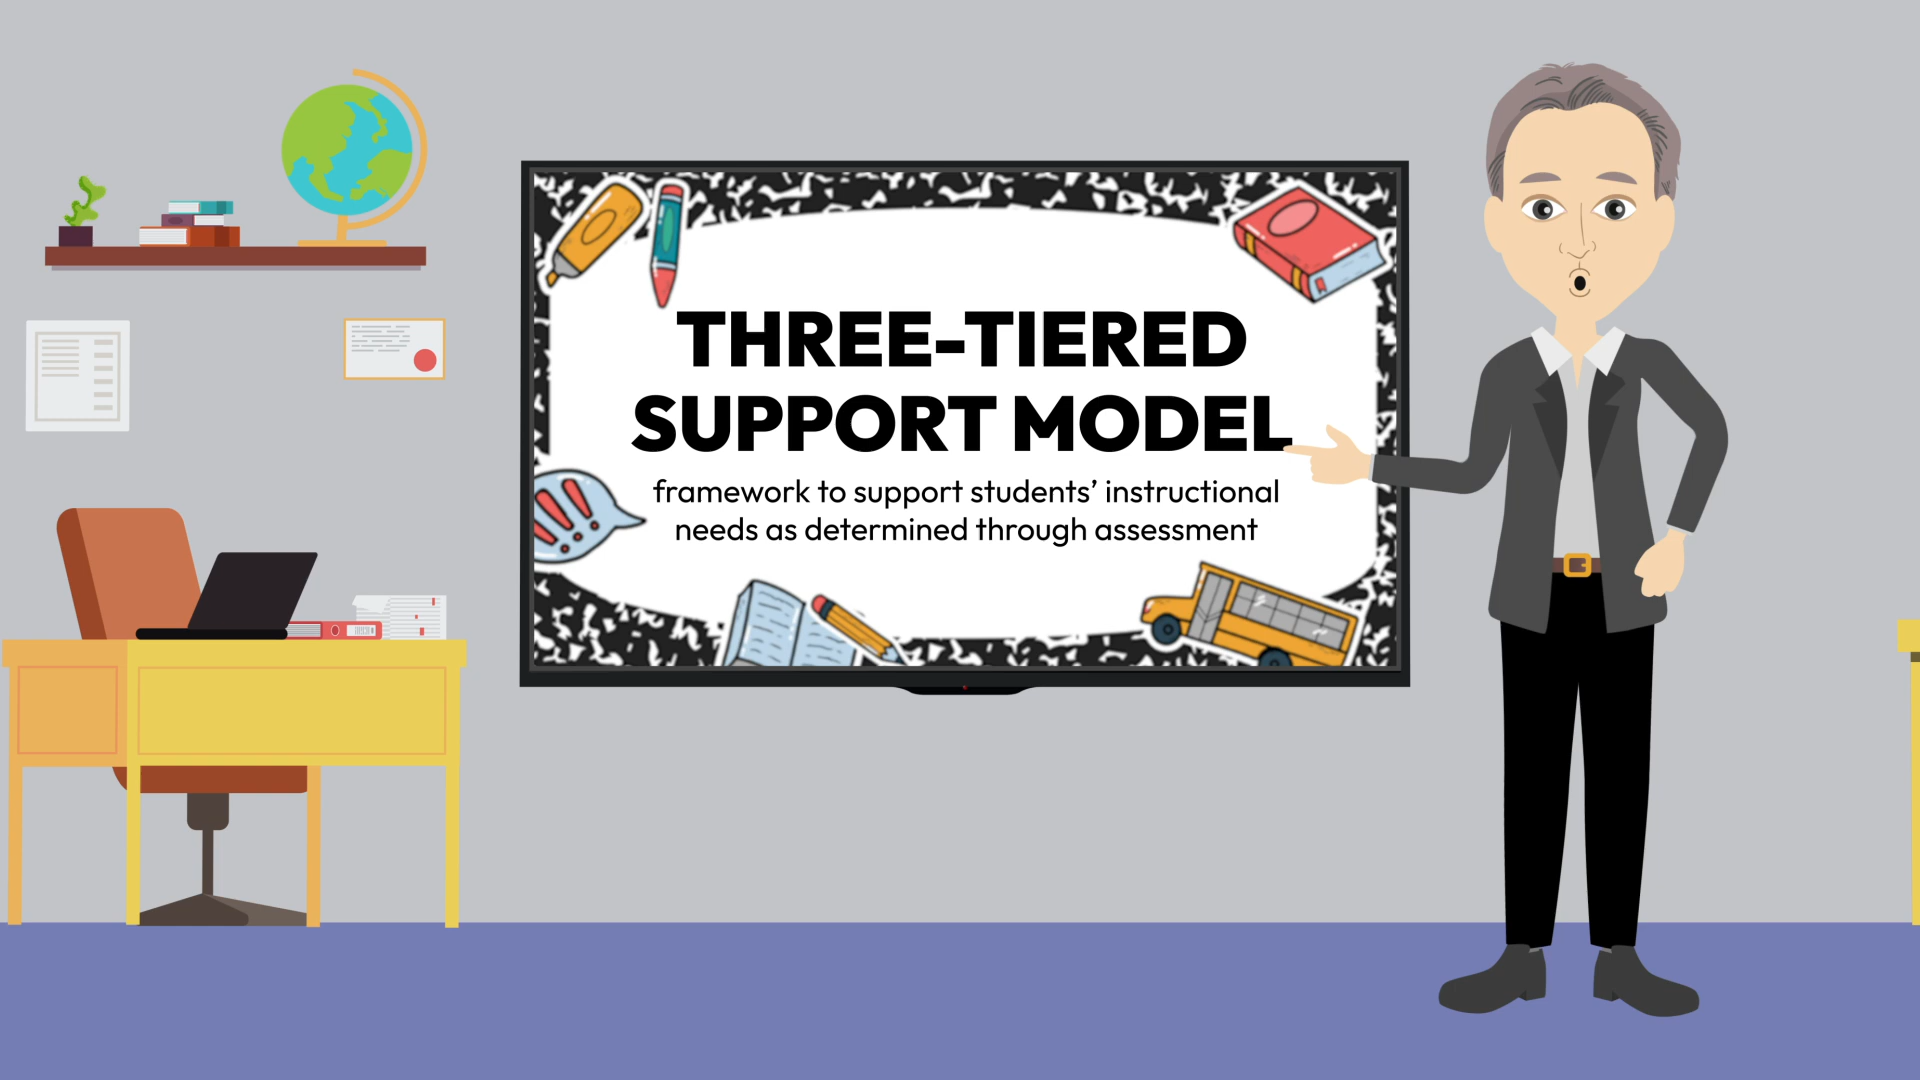 THREE-TIERED
SUPPORT MODEL
framework to support students’ instructional
needs as determined through assessment